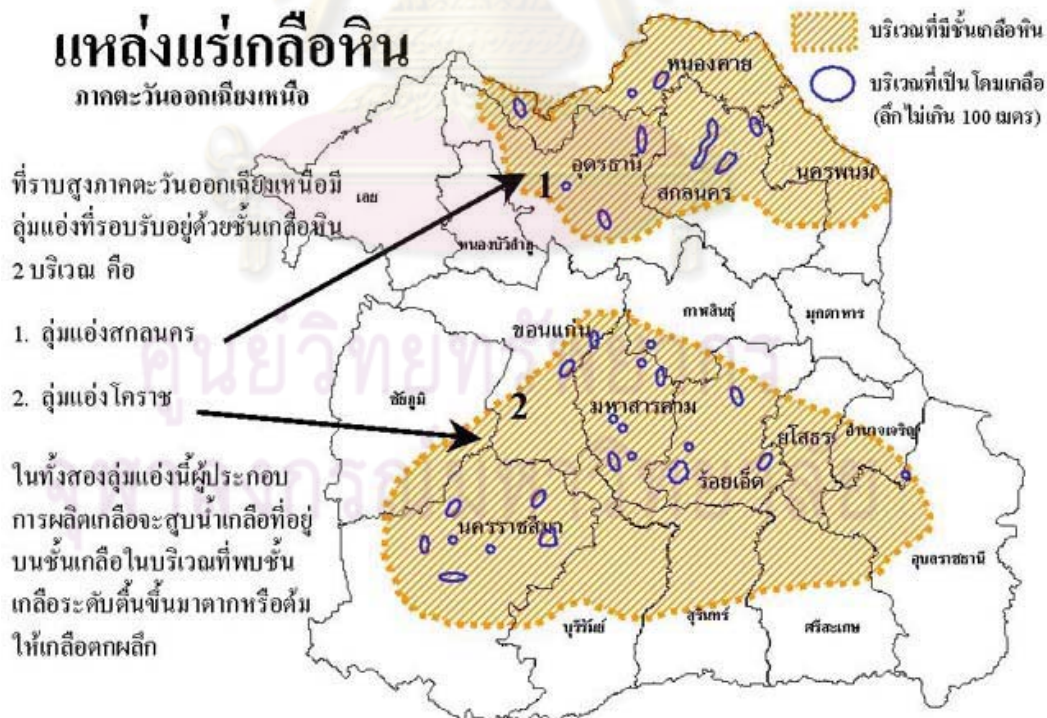 แหล่งแร่เกลือหิน
ภาคตะวันออกเฉียงเหนือ
ที่ราบสูงภาคตะวันออกเฉียงเหนือมี
ลุ่มแอ่งที่รอบรับอยู่ด้วยชั้นเกลือหิน
2 บริเวณ คือ
1. ลุ่มแอ่งสกลนคร
2. ลุ่มแอ่งโคราช
ในทั้งสองลุ่มแอ่งนี้ผู้ประกอบ
การผลิตเกลือจะสูบน้ำเกลือที่อยู่
บนชั้นเกลือในบริเวณที่พบชั้น
เกลือระดับตื้นขึ้นมาตากหรือต้ม
ให้เกลือตกผลึก
บริเวณที่มีชั้นเกลือหิน
บริเวณที่เป็นโดมเกลือ
(ลึกไม่เกิน 100 เมตร)
หนองคาย
อุดรธานี
นครพนม
1
สกลนคร
เลย
หนองบัวลำภู
กาฬสินธุ์
มุกดาหาร
ขอนแก่น
ชัยภูมิ
2
มหาสารคาม
ยโสธร
อำนาจเจริญ
ร้อยเอ็ด
นครราชสีมา
อุบลราชธานี
บุรีรัมย์
สุรินทร์
ศรีสะเกษ